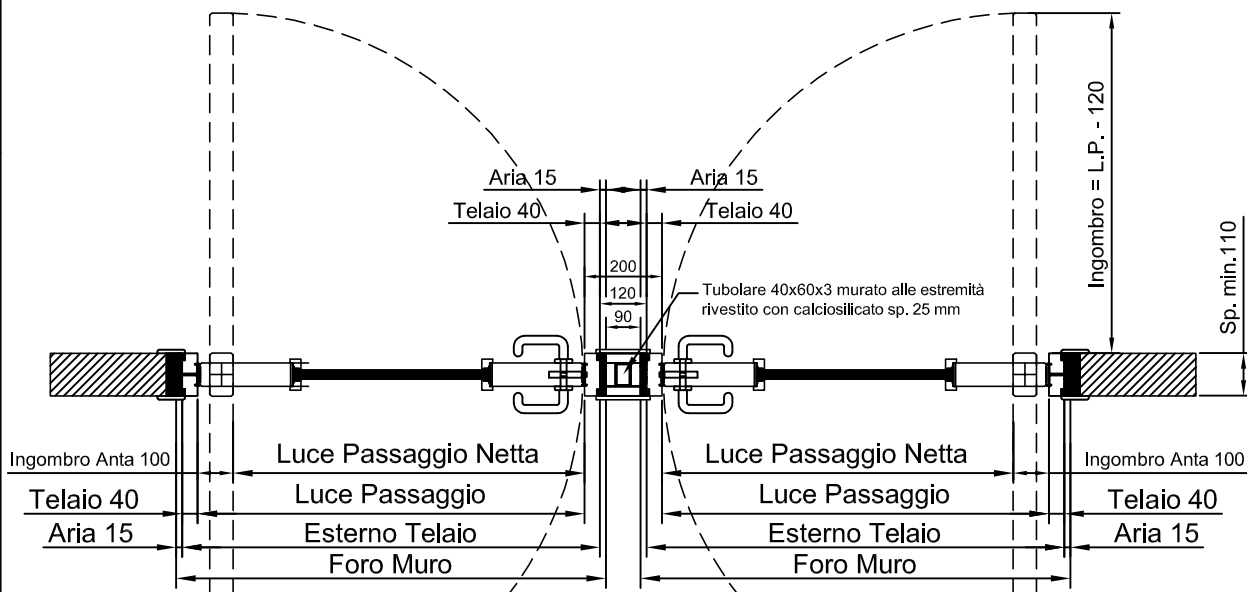 Ingombro = L.P. - 120
Aria 15
Aria 15
Telaio 40
Telaio 40
Sp. min.110
200
Tubolare 40x60x3 murato alle estremità
rivestito con calciosilicato sp. 25 mm
120
90
Ingombro Anta 100
Luce Passaggio Netta
Luce Passaggio Netta
Ingombro Anta 100
Telaio 40
Luce Passaggio
Luce Passaggio
Telaio 40
Aria 15
Esterno Telaio
Esterno Telaio
Aria 15
Foro Muro
Foro Muro